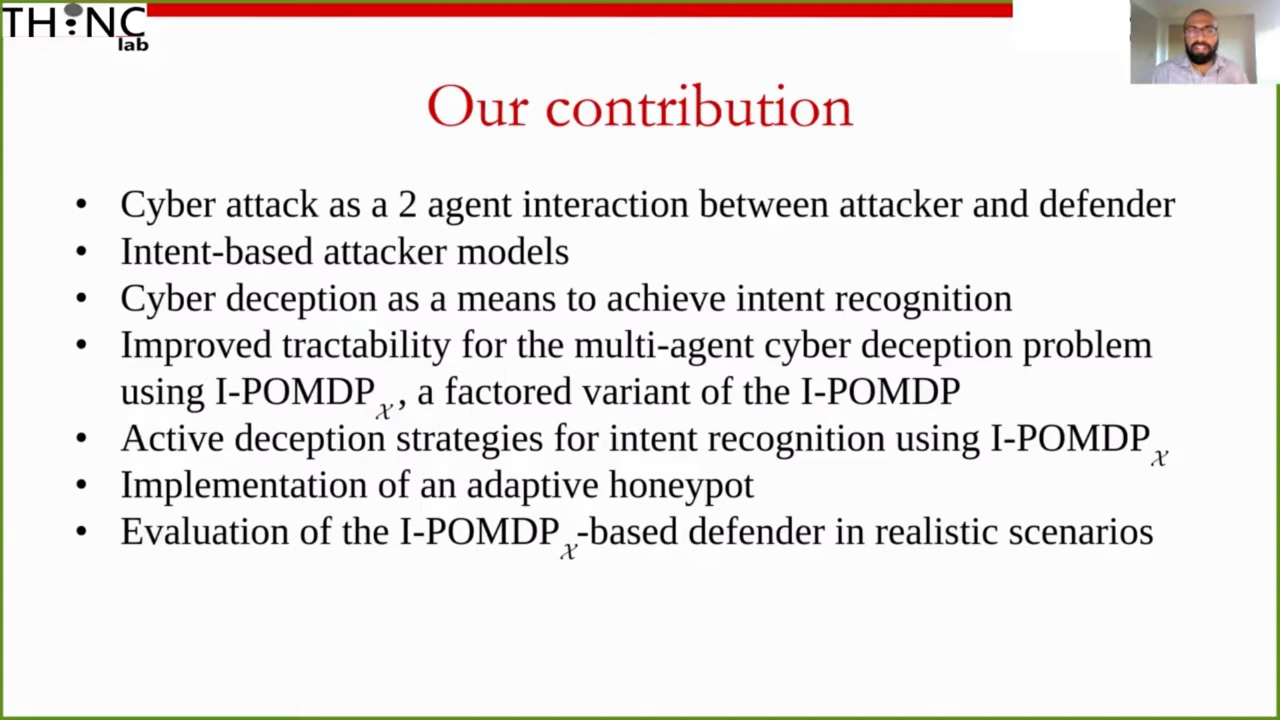 THINC
lab
Our contribution
• Cyber attack as a 2 agent interaction between attacker and defender
• Intent-based attacker models
• Cyber deception as a means to achieve intent recognition
• Improved tractability for the multi-agent cyber deception problem
using I-POMDP𝒳, a factored variant of the I-POMDP
• Active deception strategies for intent recognition using I-POMDP𝒳
• Implementation of an adaptive honeypot
• Evaluation of the I-POMDP𝒳-based defender in realistic scenarios